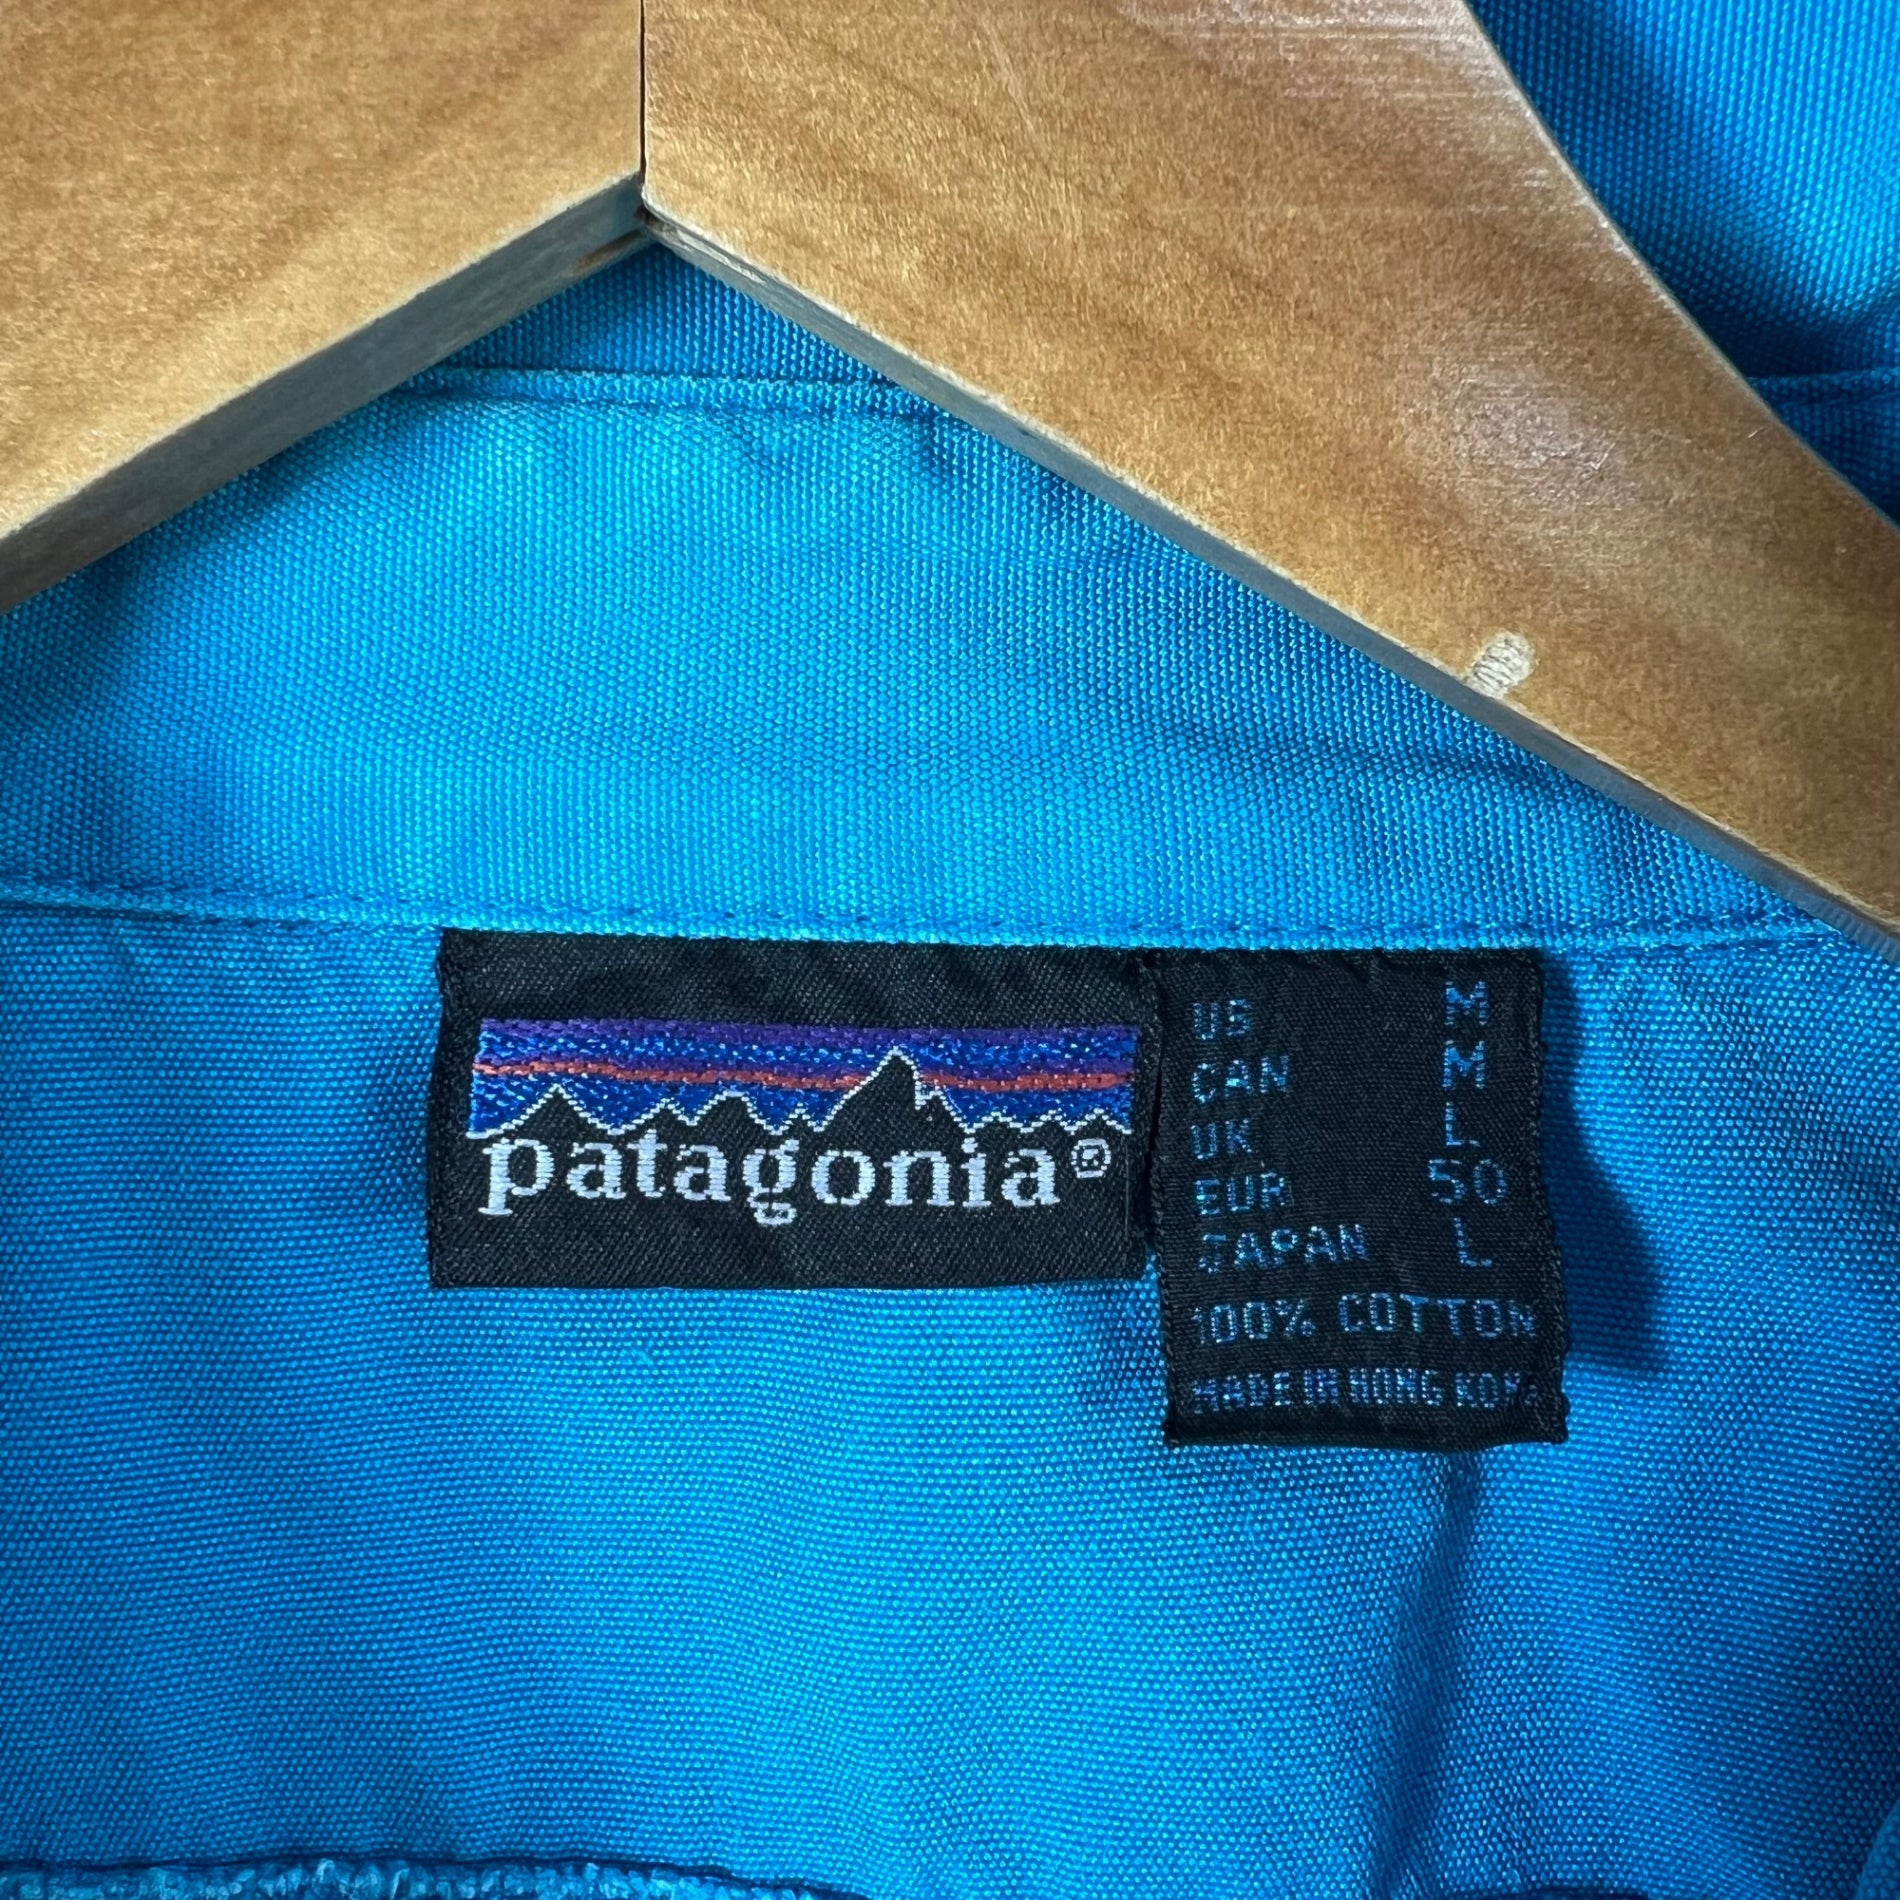 patagonia®
US M
CAN M
UK L
EUR 50
JAPAN L
100% COTTON
MADE IN HONG KONG